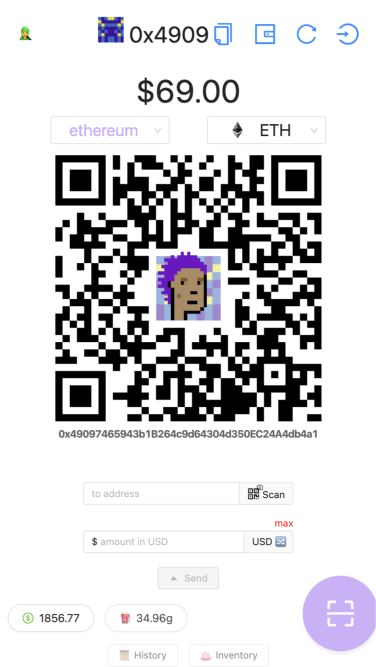 0x4909
$69.00
ethereum
ETH
0x49097465943b1B264c9d64304d350EC24A4db4a1
to address
Scan
max
$ amount in USD
USD
Send
1856.77
34.96g
History
Inventory